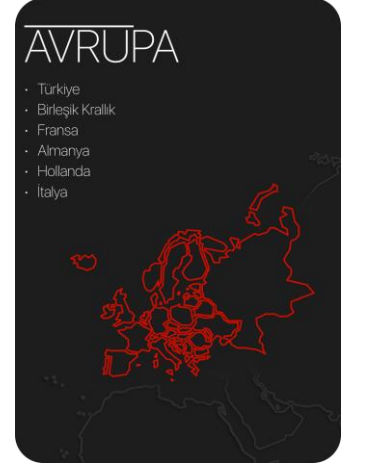 AVRUPA
• Türkiye
• Birleşik Krallık
• Fransa
• Almanya
• Hollanda
• İtalya